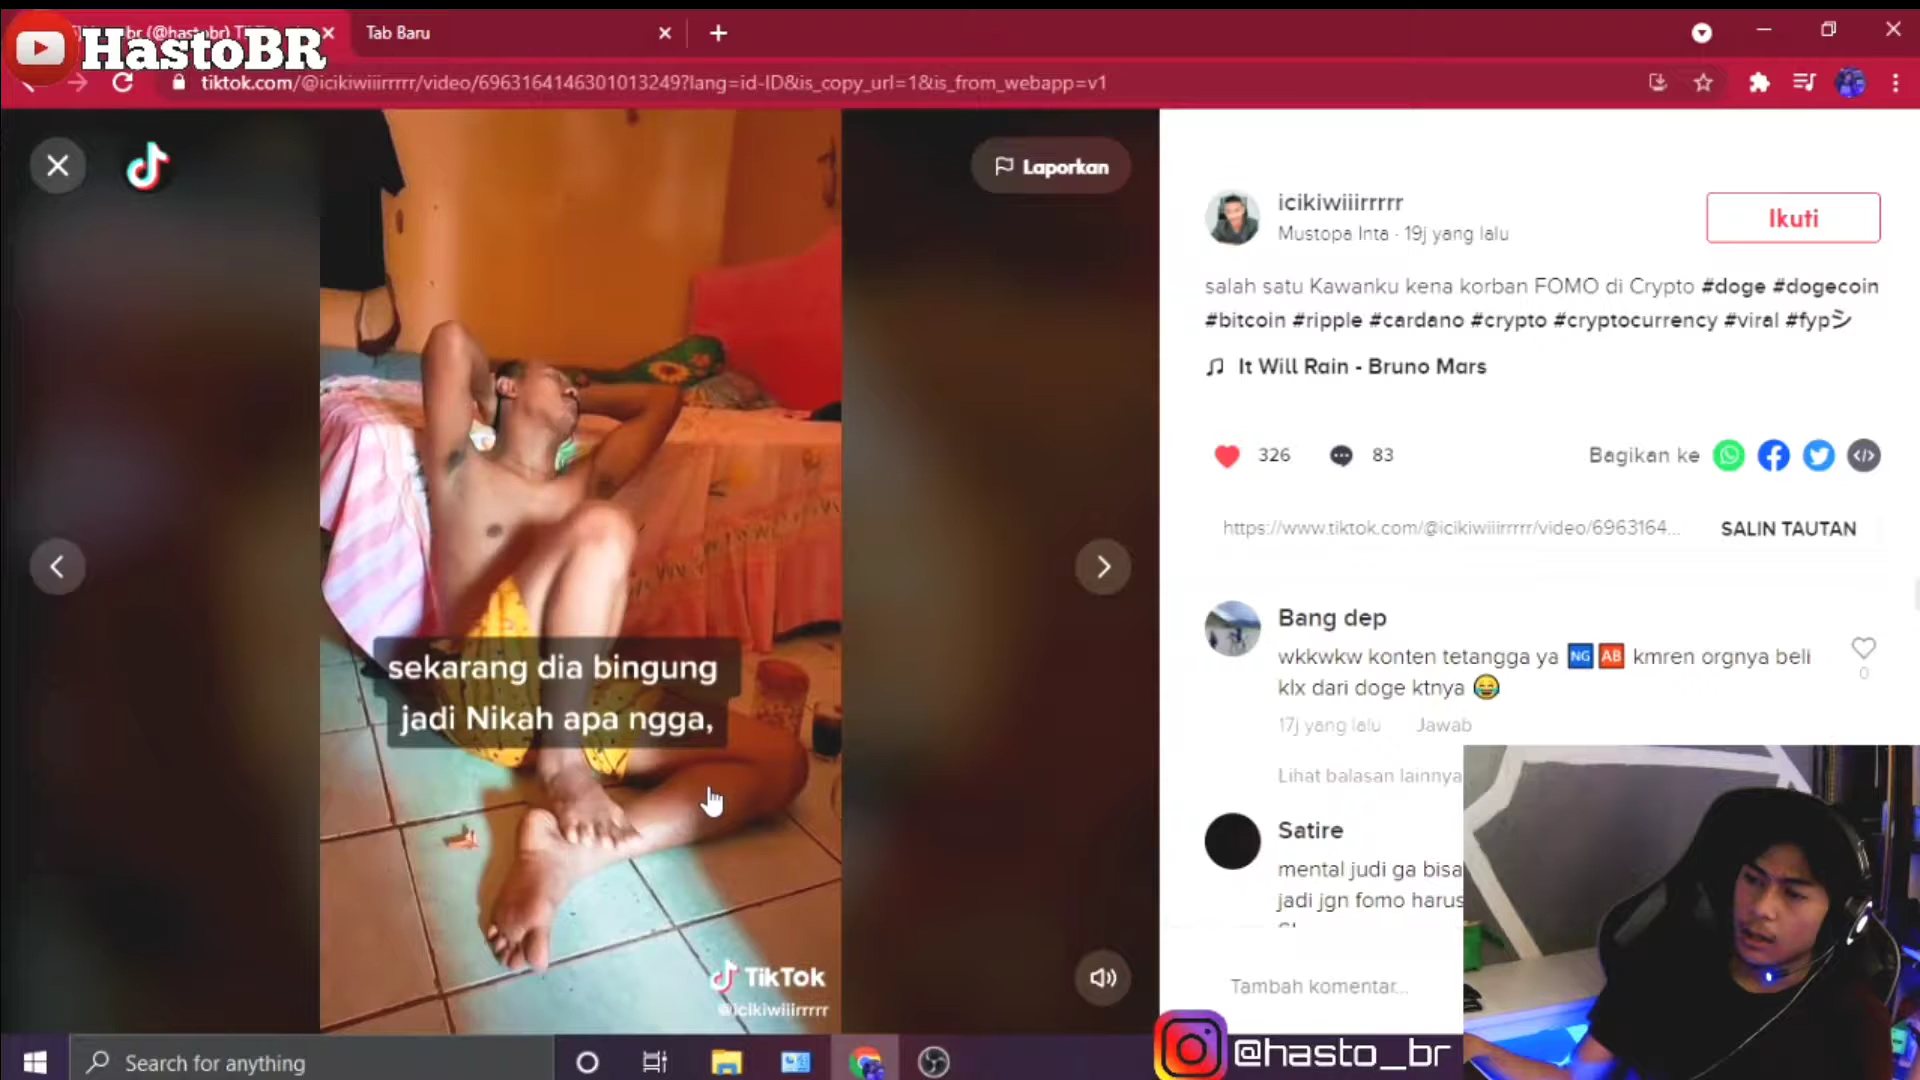 HastoBR
Tab Baru
tiktok.com/@icikiwiiirrrrr/video/6963164146301013249?lang=id-ID&is_copy_url=1&is_from_webapp=v1
Laporkan
icikiwiiirrrrr
Mustopa Inta · 19j yang lalu
Ikuti
salah satu Kawanku kena korban FOMO di Crypto #doge #dogecoin
#bitcoin #ripple #cardano #crypto #cryptocurrency #viral #fypシ
It Will Rain - Bruno Mars
326
83
Bagikan ke
https://www.tiktok.com/@icikiwiiirrrrr/video/6963164...
SALIN TAUTAN
Bang dep
wkkwkw konten tetangga ya NG AB kmren orgnya beli
klx dari doge ktnya 😂
0
17j yang lalu
Jawab
Lihat balasan lainnya
Satire
mental judi ga bisa
jadi jgn fomo harus
Tambah komentar...
sekarang dia bingung
jadi Nikah apa ngga,
TikTok
@icikiwiiirrrrr
Search for anything
@hasto_br